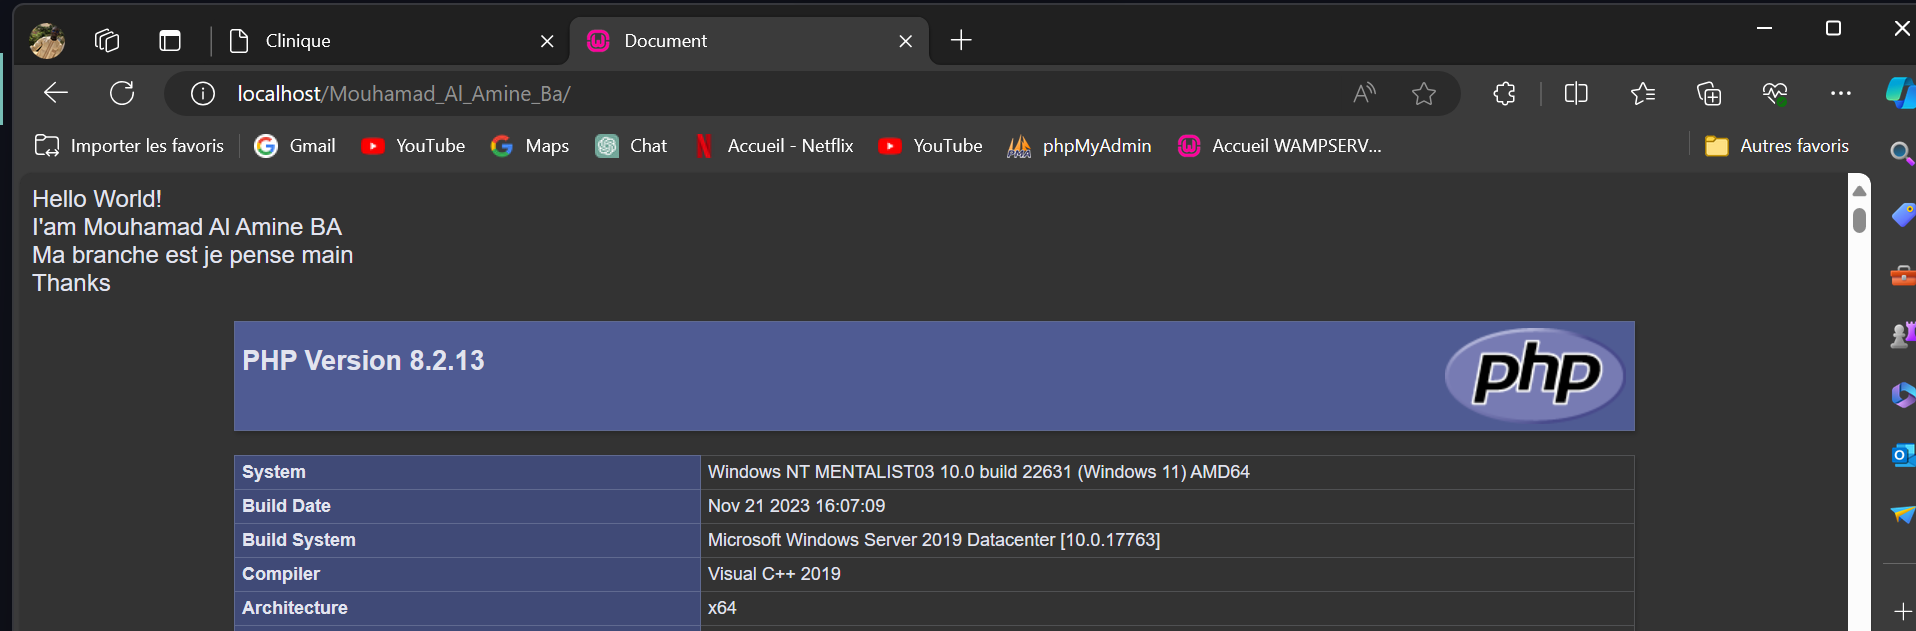 Clinique
Document
localhost/Mouhamad_Al_Amine_Ba/
Importer les favoris
Gmail
YouTube
Maps
Chat
Accueil - Netflix
YouTube
phpMyAdmin
Accueil WAMPSERV...
Autres favoris
Hello World!
I'am Mouhamad Al Amine BA
Ma branche est je pense main
Thanks
PHP Version 8.2.13
php
System Windows NT MENTALIST03 10.0 build 22631 (Windows 11) AMD64
Build Date Nov 21 2023 16:07:09
Build System Microsoft Windows Server 2019 Datacenter [10.0.17763]
Compiler Visual C++ 2019
Architecture x64